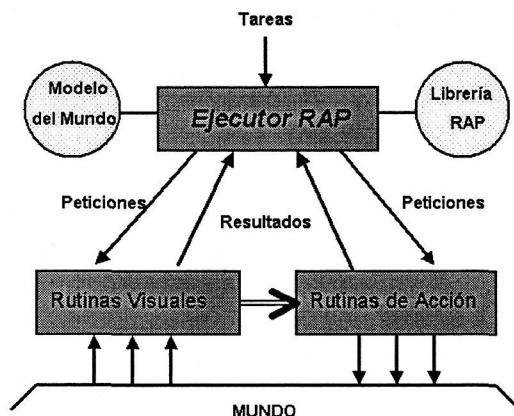 Tareas
Modelo
del Mundo
Ejecutor RAP
Librería
RAP
Peticiones
Resultados
Peticiones
Rutinas Visuales
Rutinas de Acción
MUNDO